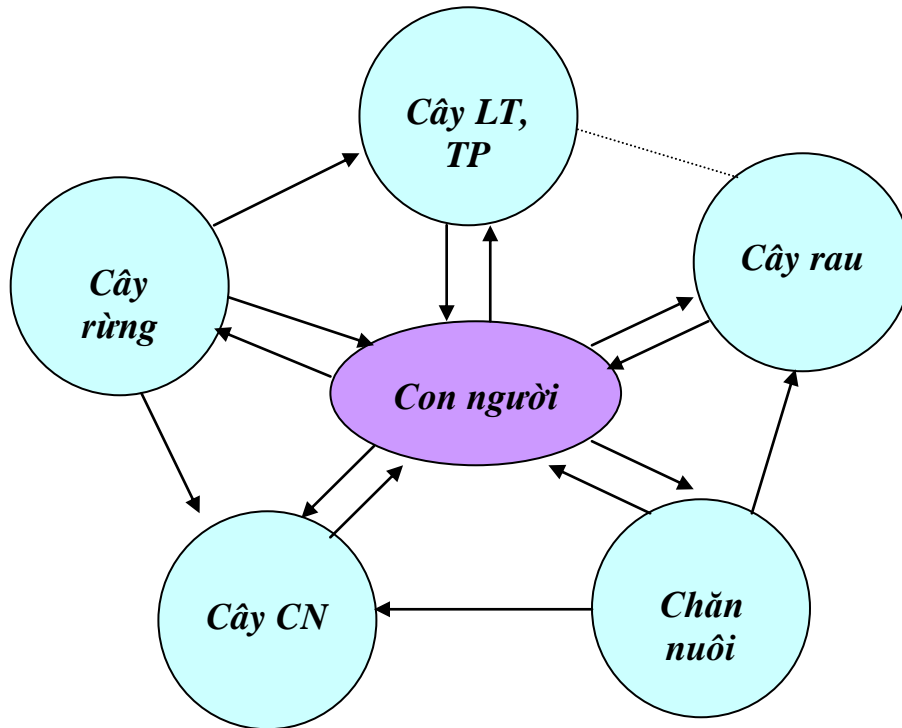 Cây LT,
TP
Cây rau
Cây
rừng
Con người
Cây CN
Chăn
nuôi